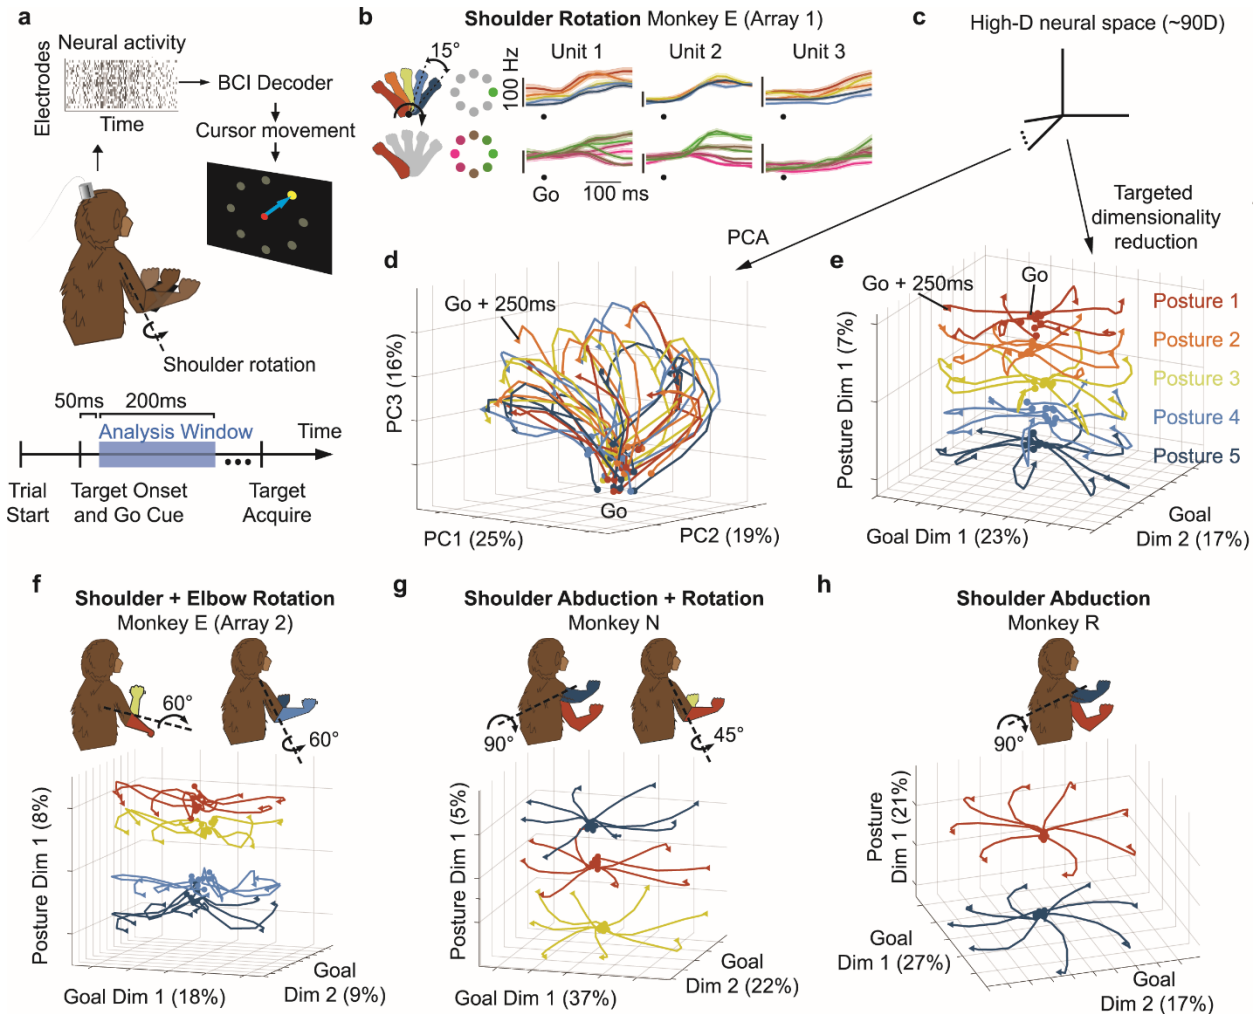 a
Neural activity
Electrodes
Time
BCI Decoder
Cursor movement
Shoulder rotation
50ms
200ms
Analysis Window
Time
Trial
Start
Target Onset
and Go Cue
Target
Acquire
b
Shoulder Rotation Monkey E (Array 1)
15°
Unit 1
Unit 2
Unit 3
100 Hz
Go
100 ms
c
High-D neural space (~90D)
PCA
Targeted
dimensionality
reduction
d
Go + 250ms
PC3 (16%)
Go
PC1 (25%)
PC2 (19%)
e
Go + 250ms
Go
Posture 1
Posture 2
Posture 3
Posture 4
Posture 5
Posture Dim 1 (7%)
Goal Dim 1 (23%)
Goal
Dim 2 (17%)
f
Shoulder + Elbow Rotation
Monkey E (Array 2)
60°
60°
Posture Dim 1 (8%)
Goal Dim 1 (18%)
Goal
Dim 2 (9%)
g
Shoulder Abduction + Rotation
Monkey N
90°
45°
Posture Dim 1 (5%)
Goal Dim 1 (37%)
Goal
Dim 2 (22%)
h
Shoulder Abduction
Monkey R
90°
Posture
Dim 1 (21%)
Goal
Dim 1 (27%)
Goal
Dim 2 (17%)